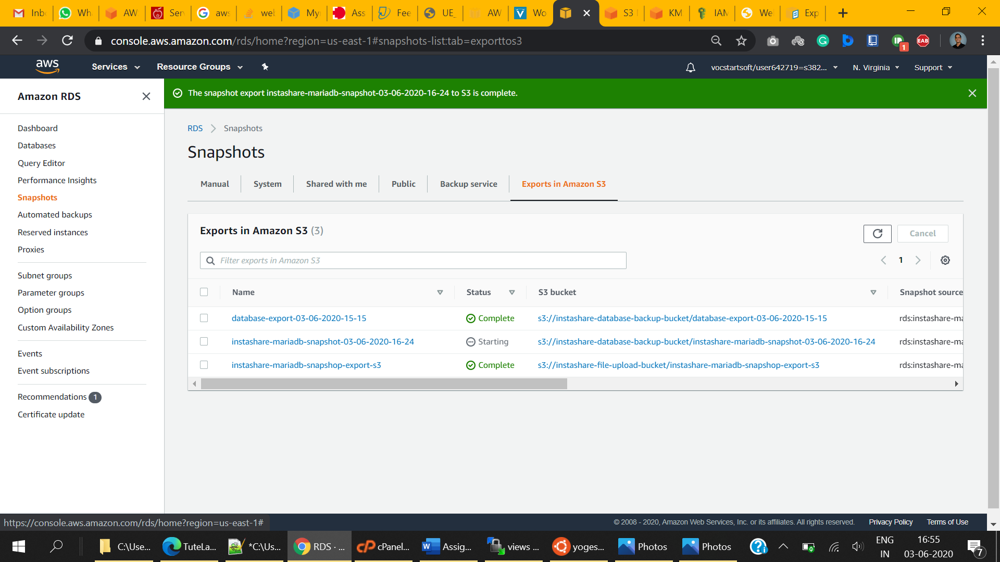 Inb
Wh
AW
Ser
aws
web
My
Ass
Fee
UE_
AW
Wo
S3
KM
IAM
We
Exp
console.aws.amazon.com/rds/home?region=us-east-1#snapshots-list:tab=exporttos3
EAB
1
aws
Services
Resource Groups
vocstartsoft/user642719=s382...
N. Virginia
Support
Amazon RDS
The snapshot export instashare-mariadb-snapshot-03-06-2020-16-24 to S3 is complete.
Dashboard
Databases
Query Editor
Performance Insights
Snapshots
Automated backups
Reserved instances
Proxies
Subnet groups
Parameter groups
Option groups
Custom Availability Zones
Events
Event subscriptions
Recommendations 1
Certificate update
RDS > Snapshots
Snapshots
Manual
System
Shared with me
Public
Backup service
Exports in Amazon S3
Exports in Amazon S3 (3)
Cancel
Filter exports in Amazon S3
1
Name Status S3 bucket Snapshot source
database-export-03-06-2020-15-15 Complete s3://instashare-database-backup-bucket/database-export-03-06-2020-15-15 rds:instashare-ma
instashare-mariadb-snapshot-03-06-2020-16-24 Starting s3://instashare-database-backup-bucket/instashare-mariadb-snapshot-03-06-2020-16-24 rds:instashare-ma
instashare-mariadb-snapshop-export-s3 Complete s3://instashare-file-upload-bucket/instashare-mariadb-snapshop-export-s3 rds:instashare-ma
https://console.aws.amazon.com/rds/home?region=us-east-1#
© 2008 - 2020, Amazon Web Services, Inc. or its affiliates. All rights reserved.
Privacy Policy
Terms of Use
C:\Use...
TuteLa...
*C:\Us...
RDS · ...
cPanel...
Assig...
views ...
yoges...
Photos
Photos
ENG
IN
16:55
03-06-2020
7